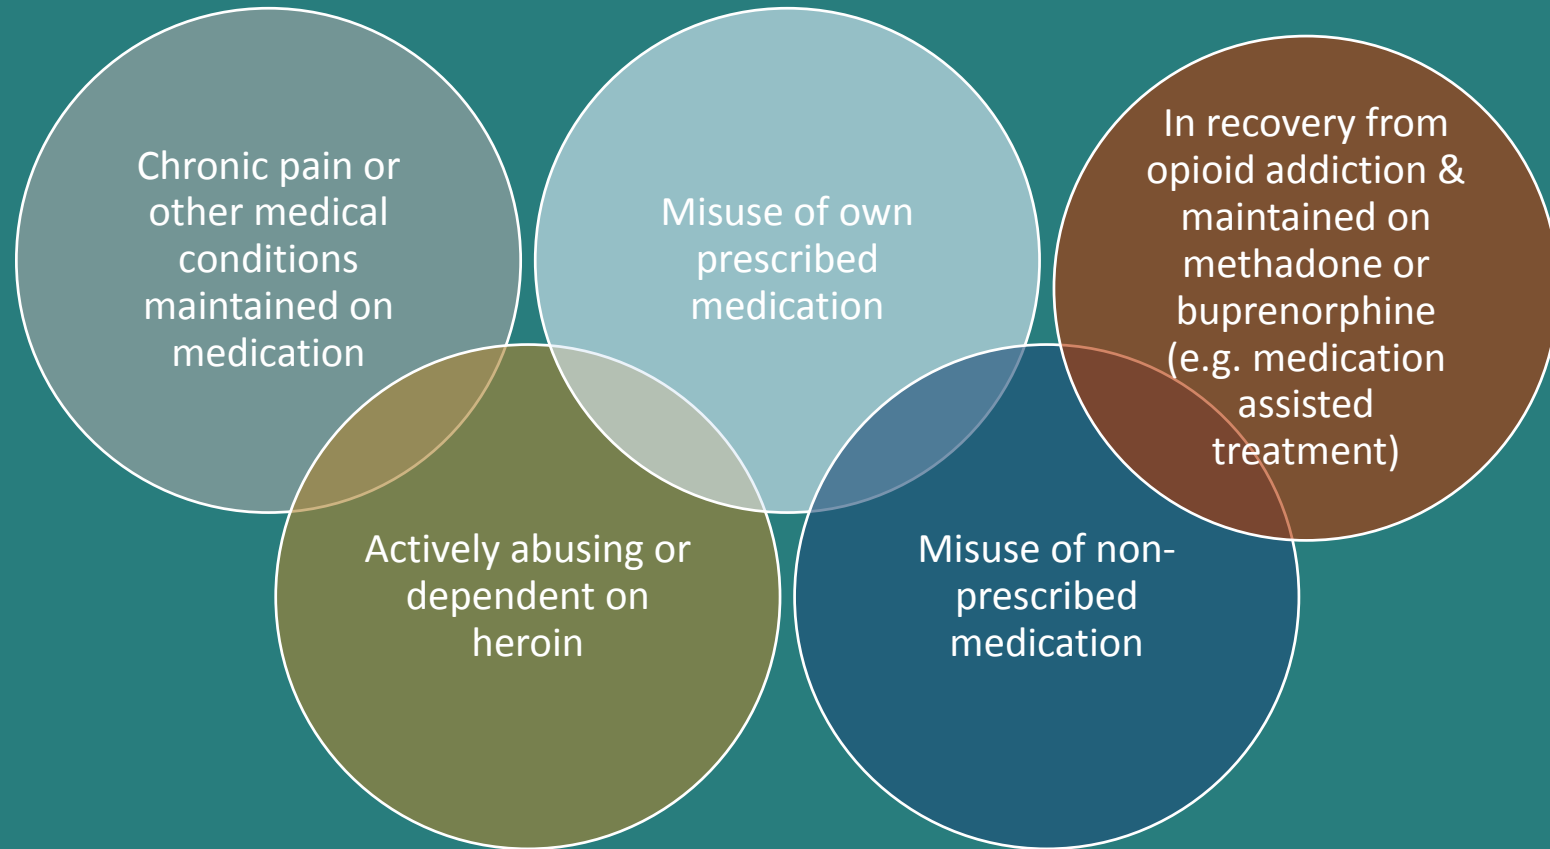 Chronic pain or
other medical
conditions
maintained on
medication
Misuse of own
prescribed
medication
In recovery from
opioid addiction &
maintained on
methadone or
buprenorphine
(e.g. medication
assisted
treatment)
Actively abusing or
dependent on
heroin
Misuse of non-
prescribed
medication